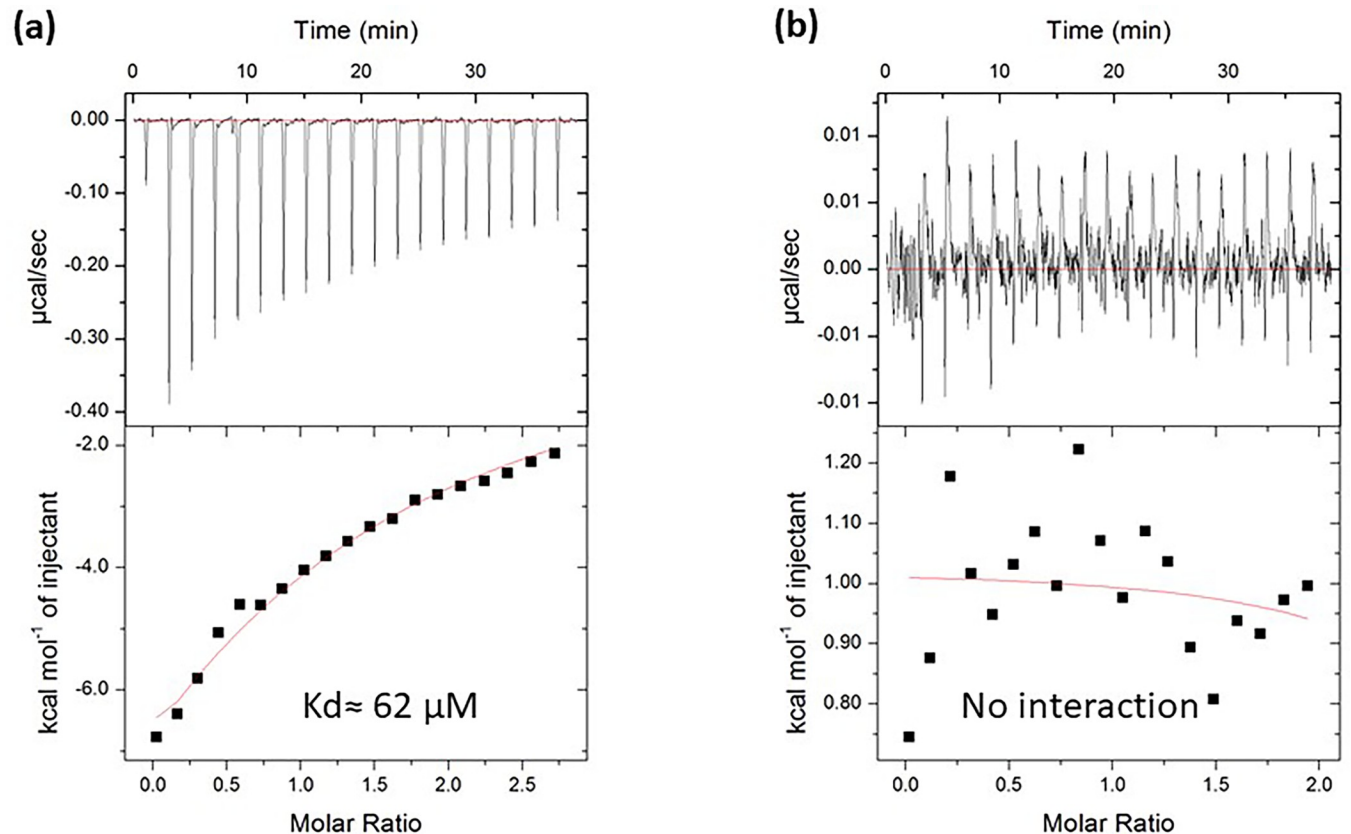 (a)
Time (min)
0 10 20 30
0.00
-0.10
-0.20
-0.30
-0.40
µcal/sec
-2.0
-4.0
-6.0
kcal mol⁻¹ of injectant
Kd≈ 62 µM
0.0 0.5 1.0 1.5 2.0 2.5
Molar Ratio
(b)
Time (min)
0 10 20 30
0.01
0.01
0.00
-0.01
-0.01
µcal/sec
1.20
1.10
1.00
0.90
0.80
kcal mol⁻¹ of injectant
No interaction
0.0 0.5 1.0 1.5 2.0
Molar Ratio